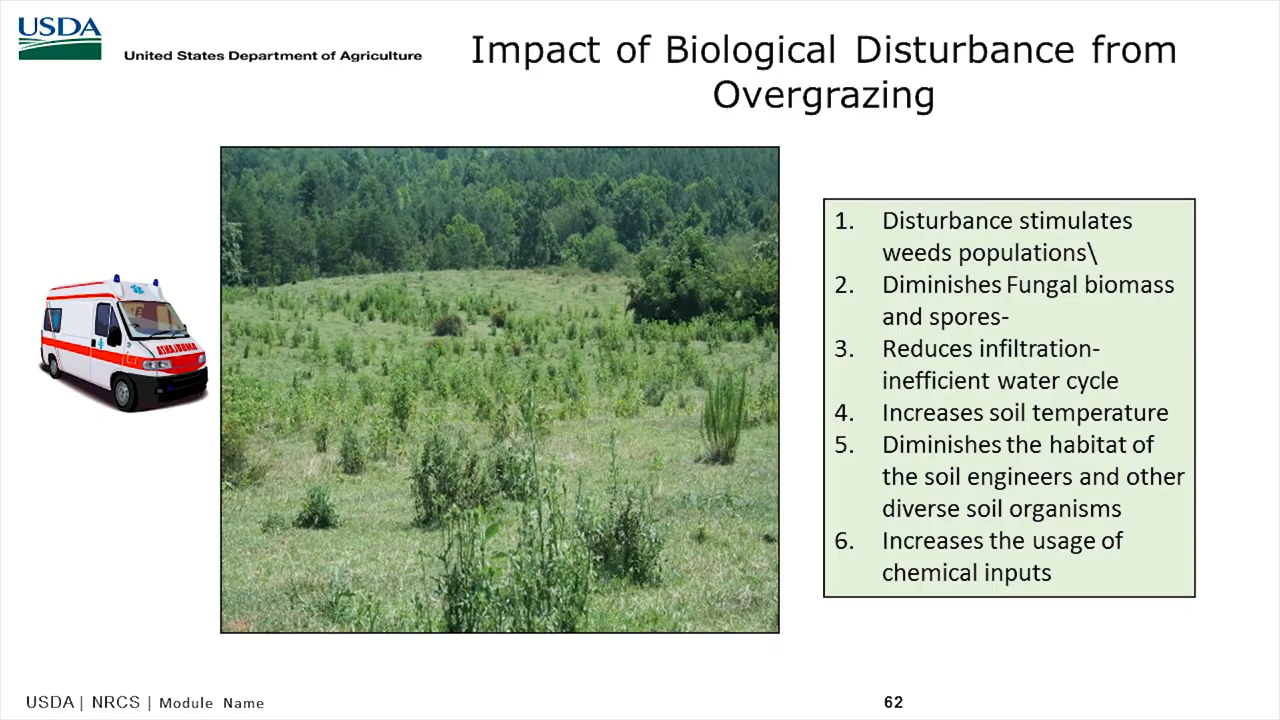 USDA
United States Department of Agriculture
Impact of Biological Disturbance from
Overgrazing
AMBULANCE
1. Disturbance stimulates
weeds populations\
2. Diminishes Fungal biomass
and spores-
3. Reduces infiltration-
inefficient water cycle
4. Increases soil temperature
5. Diminishes the habitat of
the soil engineers and other
diverse soil organisms
6. Increases the usage of
chemical inputs
USDA | NRCS | Module Name
62